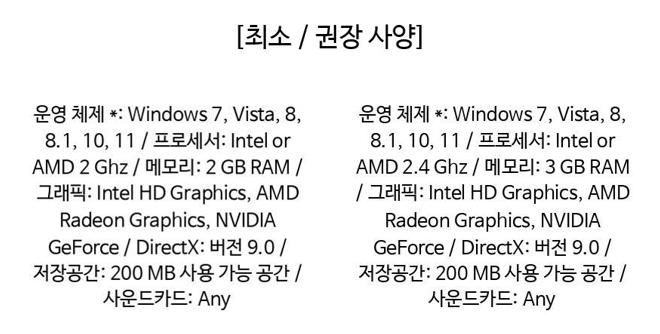 [최소 / 권장 사양]
운영 체제 *: Windows 7, Vista, 8,
8.1, 10, 11 / 프로세서: Intel or
AMD 2 Ghz / 메모리: 2 GB RAM /
그래픽: Intel HD Graphics, AMD
Radeon Graphics, NVIDIA
GeForce / DirectX: 버전 9.0 /
저장공간: 200 MB 사용 가능 공간 /
사운드카드: Any
운영 체제 *: Windows 7, Vista, 8,
8.1, 10, 11 / 프로세서: Intel or
AMD 2.4 Ghz / 메모리: 3 GB RAM
/ 그래픽: Intel HD Graphics, AMD
Radeon Graphics, NVIDIA
GeForce / DirectX: 버전 9.0 /
저장공간: 200 MB 사용 가능 공간 /
사운드카드: Any